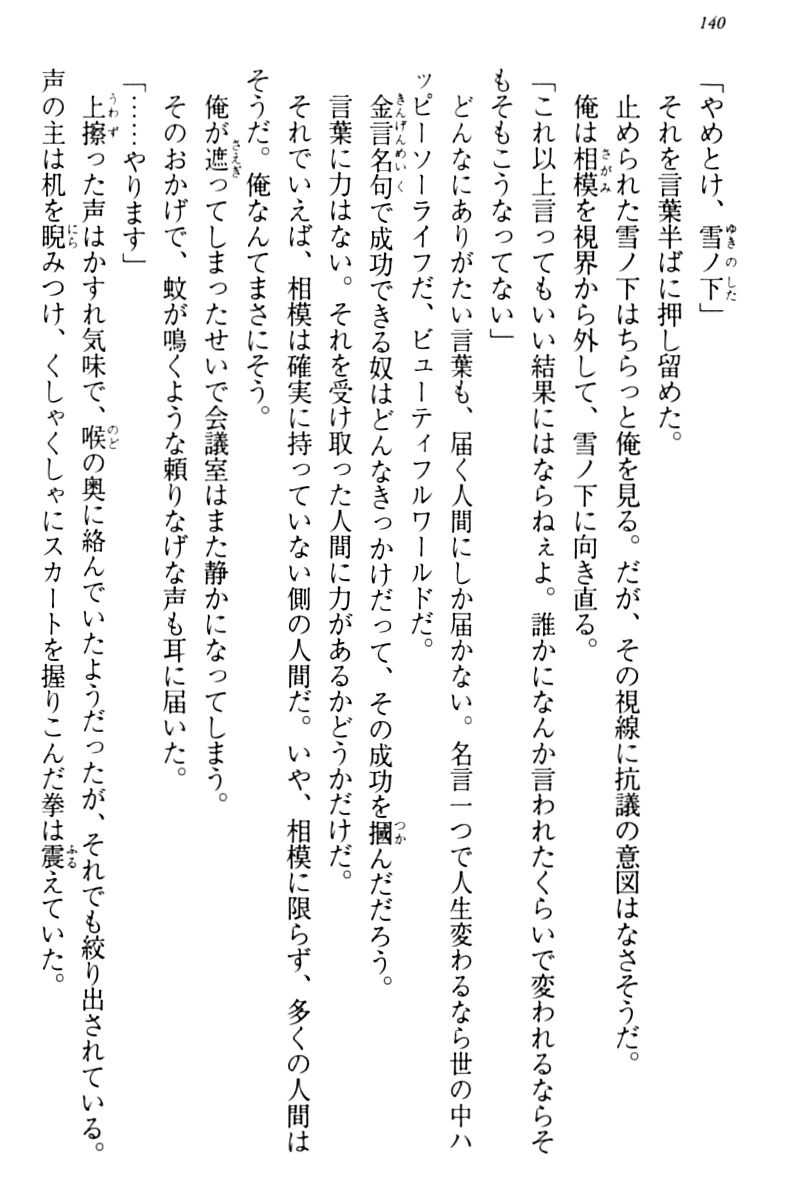 140
「やめとけ、雪ノ下」
それを言葉半ばに押し留めた。
止められた雪ノ下はちらっと俺を見る。だが、その視線に抗議の意図はなさそうだ。
俺は相模を視界から外して、雪ノ下に向き直る。
「これ以上言ってもいい結果にはならねぇよ。誰かになんか言われたくらいで変われるならそ
もそもこうなってない」
どんなにありがたい言葉も、届く人間にしか届かない。名言一つで人生変わるなら世の中ハ
ッピーソーライフだ、ビューティフルワールドだ。
金言名句で成功できる奴はどんなきっかけだって、その成功を摑んだだろう。
言葉に力はない。それを受け取った人間に力があるかどうかだけだ。
それでいえば、相模は確実に持っていない側の人間だ。いや、相模に限らず、多くの人間は
そうだ。俺なんてまさにそう。
俺が遮ってしまったせいで会議室はまた静かになってしまう。
そのおかげで、蚊が鳴くような頼りなげな声も耳に届いた。
「……やります」
上擦った声はかすれ気味で、喉の奥に絡んでいたようだったが、それでも絞り出されている。
声の主は机を睨みつけ、くしゃくしゃにスカートを握りこんだ拳は震えていた。